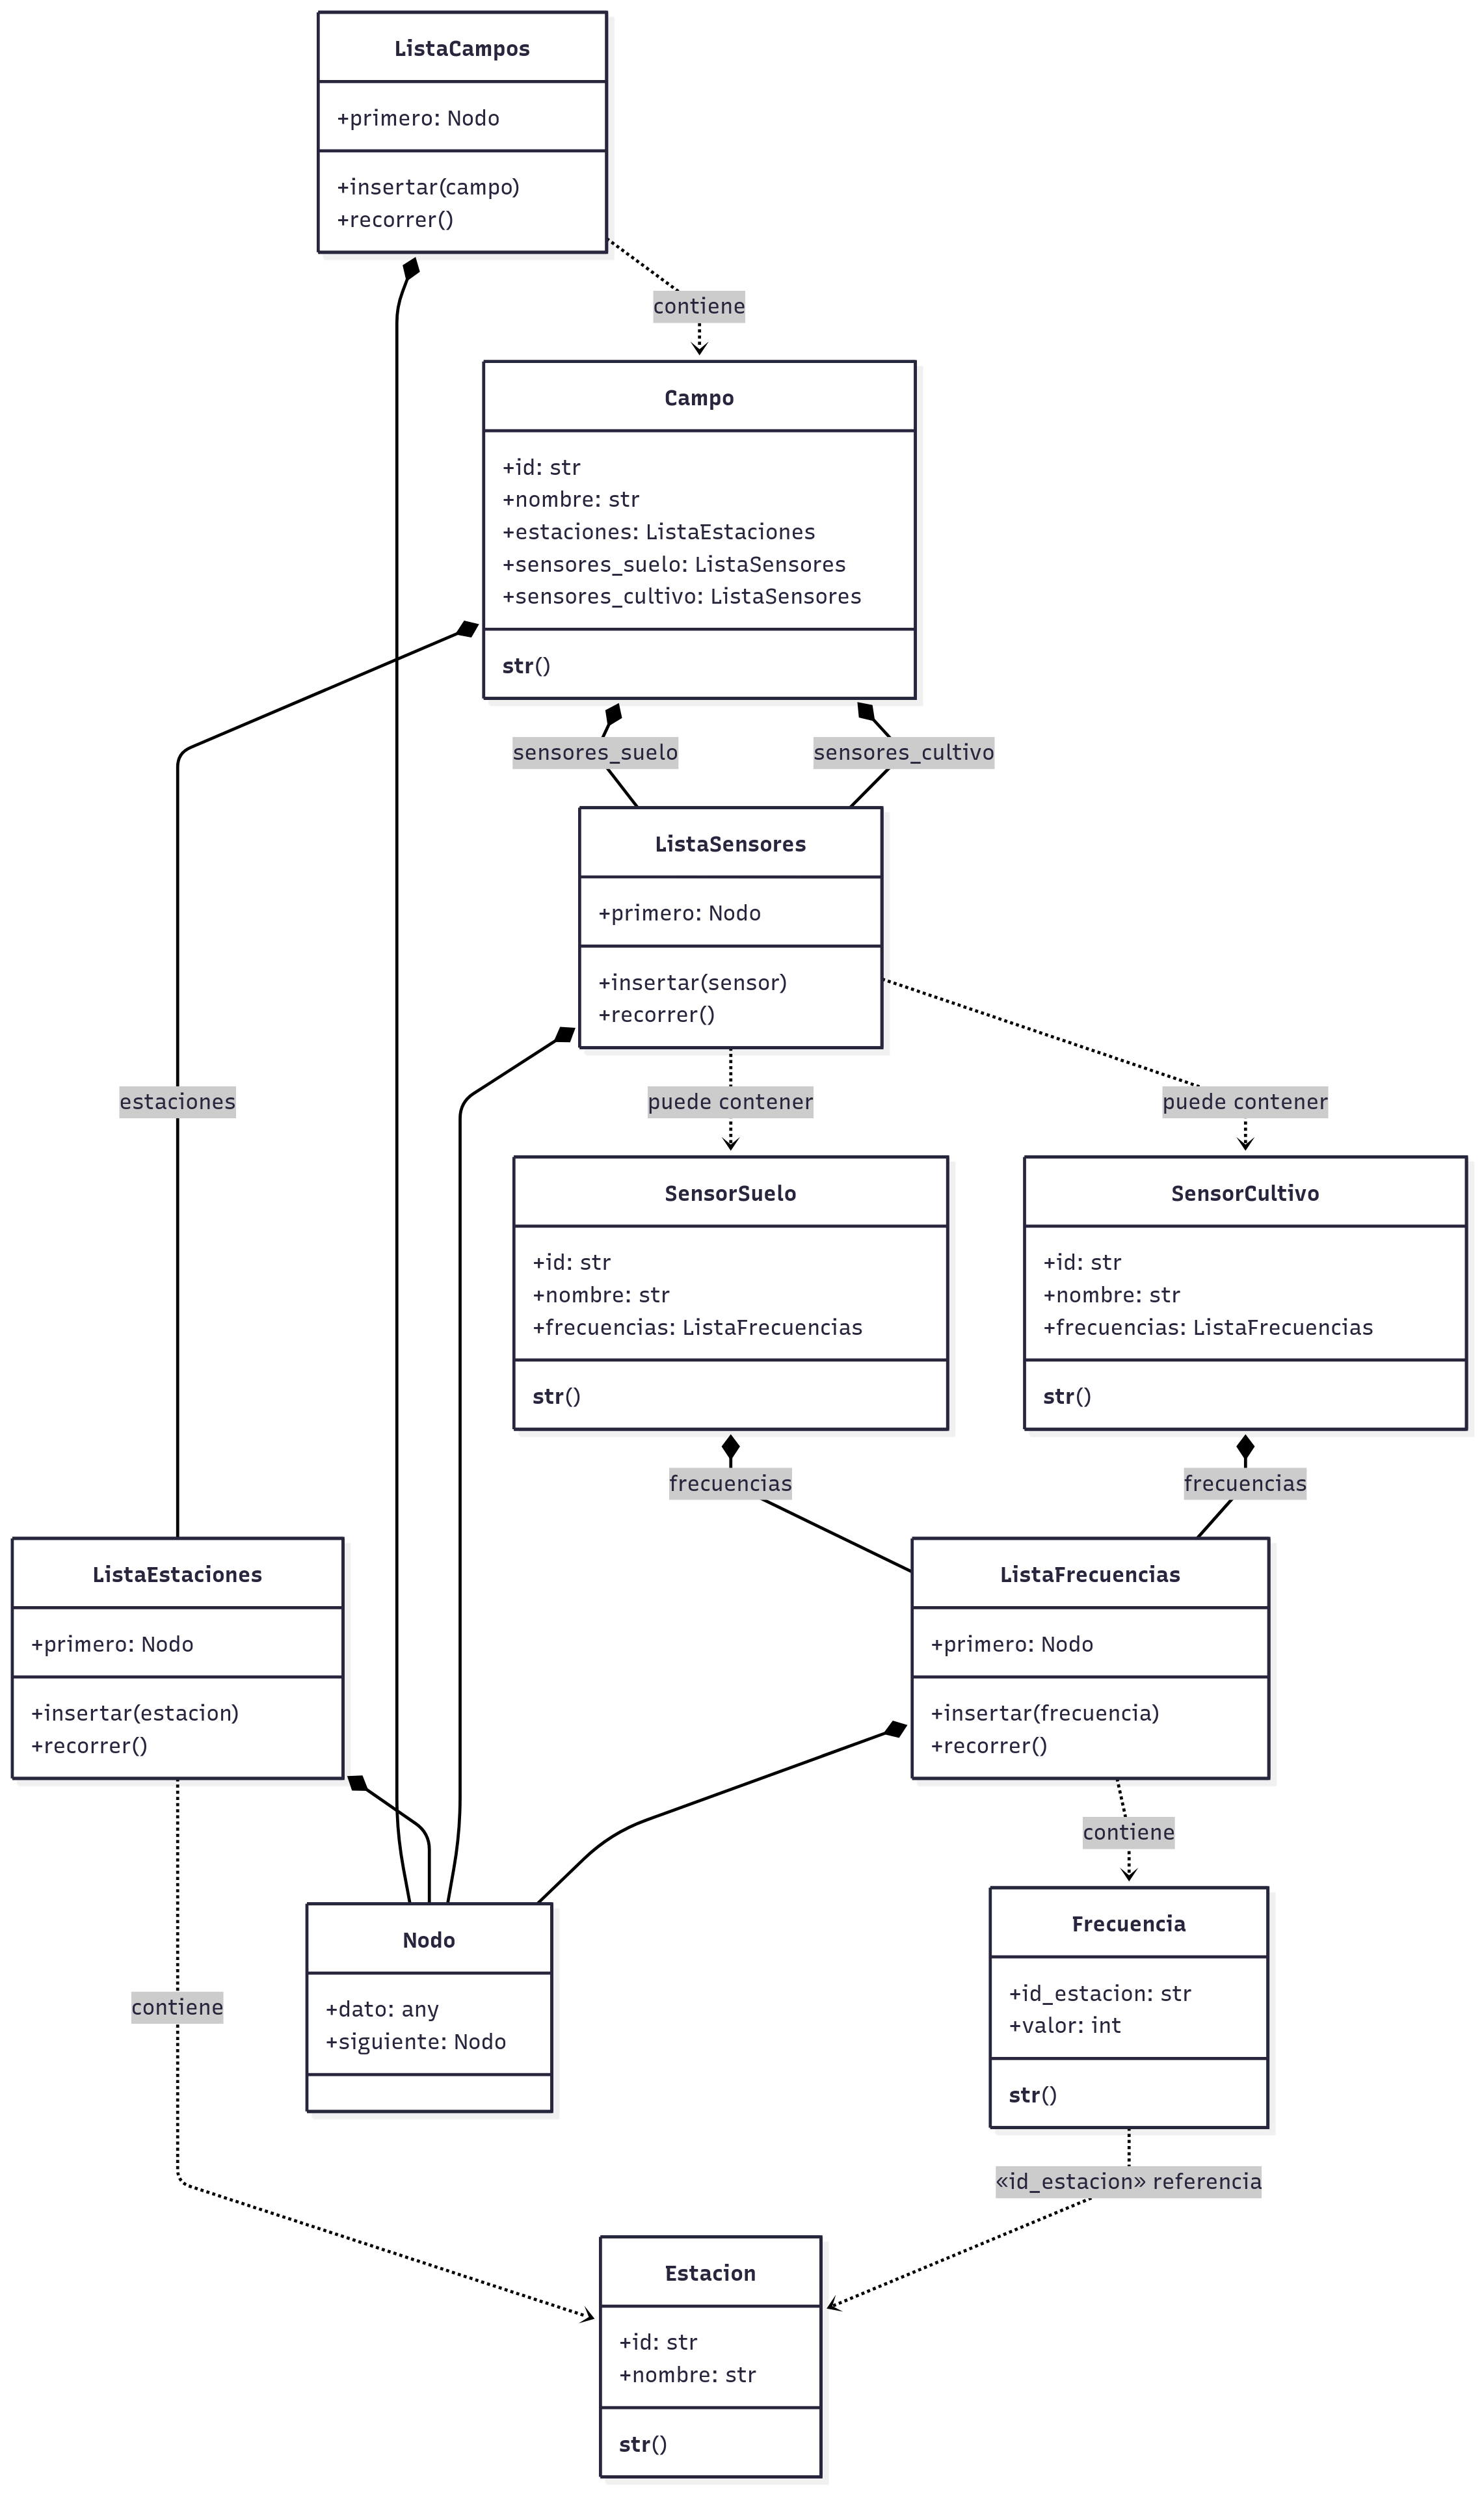 ListaCampos
+primero: Nodo
+insertar(campo)
+recorrer()
contiene
Campo
+id: str
+nombre: str
+estaciones: ListaEstaciones
+sensores_suelo: ListaSensores
+sensores_cultivo: ListaSensores
str()
sensores_suelo
sensores_cultivo
ListaSensores
+primero: Nodo
+insertar(sensor)
+recorrer()
estaciones
puede contener
puede contener
SensorSuelo
+id: str
+nombre: str
+frecuencias: ListaFrecuencias
str()
SensorCultivo
+id: str
+nombre: str
+frecuencias: ListaFrecuencias
str()
frecuencias
frecuencias
ListaEstaciones
+primero: Nodo
+insertar(estacion)
+recorrer()
ListaFrecuencias
+primero: Nodo
+insertar(frecuencia)
+recorrer()
contiene
Nodo
+dato: any
+siguiente: Nodo
Frecuencia
+id_estacion: str
+valor: int
str()
contiene
«id_estacion» referencia
Estacion
+id: str
+nombre: str
str()